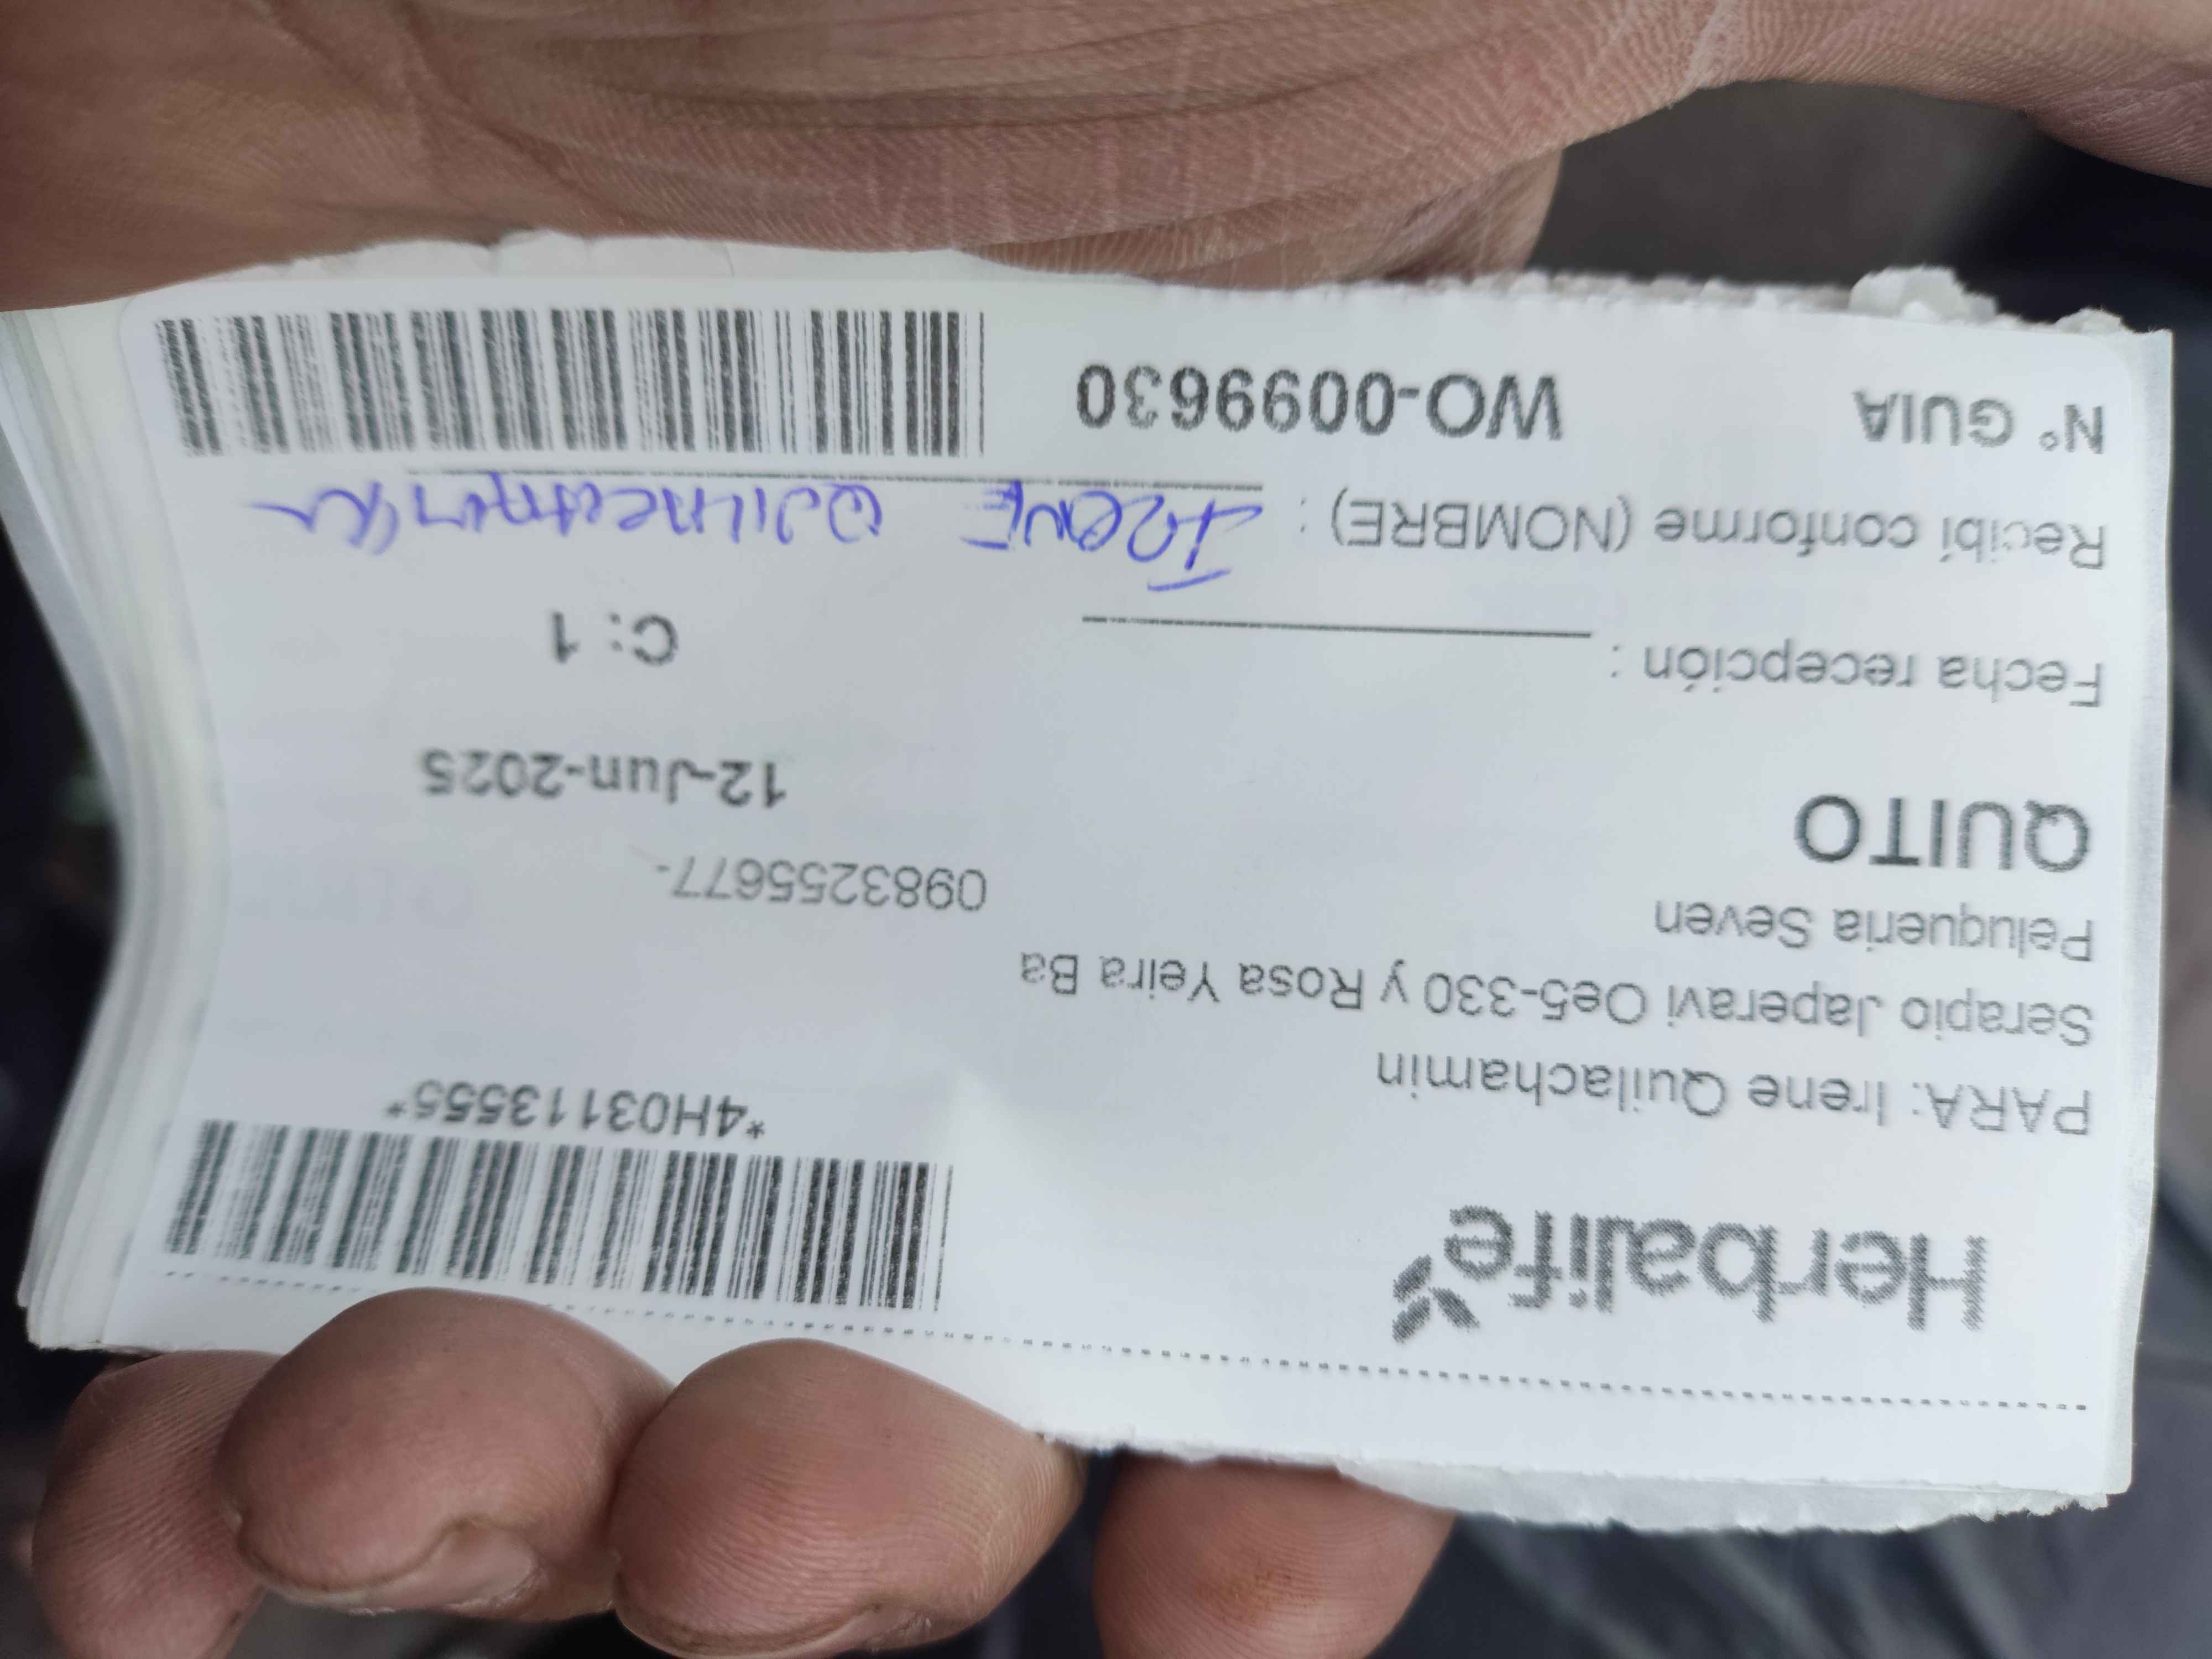 Herbalife
*4H03113555*
PARA: Irene Quilachamin
Serapio Japeravi Oe5-330 y Rosa Yeira Ba
Peluqueria Seven
0983255677-
QUITO
12-Jun-2025
Fecha recepción :
C: 1
Recibí conforme (NOMBRE) : IRENE
N° GUIA WO-0099630